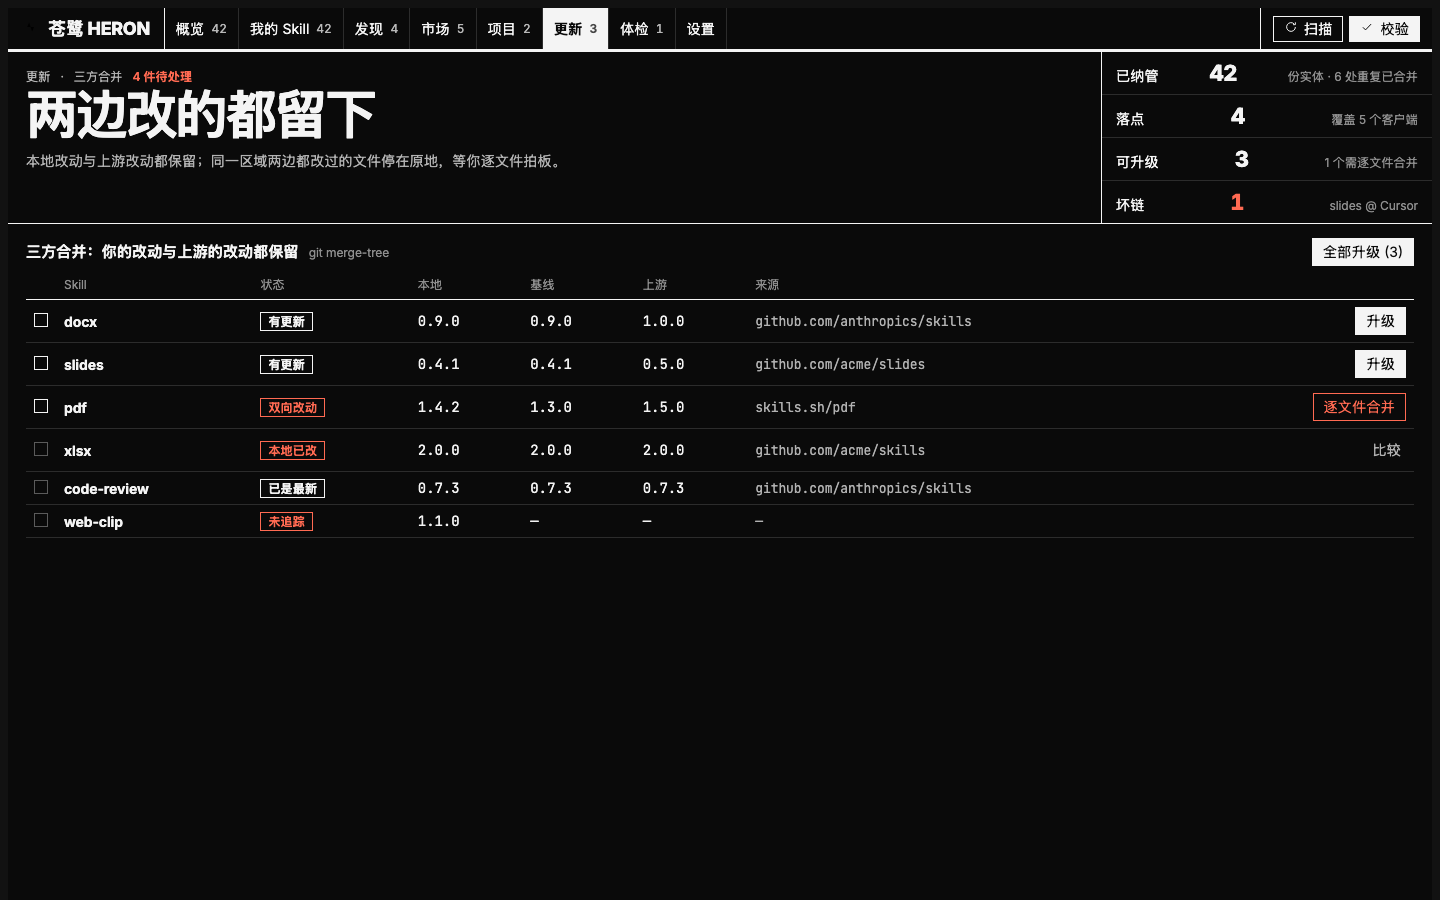 苍鹭 HERON 概览 42 我的 Skill 42 发现 4 市场 5 项目 2 更新 3 体检 1 设置 扫描 校验
更新 · 三方合并 4 件待处理
两边改的都留下
本地改动与上游改动都保留；同一区域两边都改过的文件停在原地，等你逐文件拍板。
已纳管 42 份实体 · 6 处重复已合并
落点 4 覆盖 5 个客户端
可升级 3 1 个需逐文件合并
坏链 1 slides @ Cursor
三方合并：你的改动与上游的改动都保留 git merge-tree 全部升级 (3)
Skill 状态 本地 基线 上游 来源
docx 有更新 0.9.0 0.9.0 1.0.0 github.com/anthropics/skills 升级
slides 有更新 0.4.1 0.4.1 0.5.0 github.com/acme/slides 升级
pdf 双向改动 1.4.2 1.3.0 1.5.0 skills.sh/pdf 逐文件合并
xlsx 本地已改 2.0.0 2.0.0 2.0.0 github.com/acme/skills 比较
code-review 已是最新 0.7.3 0.7.3 0.7.3 github.com/anthropics/skills
web-clip 未追踪 1.1.0 — — —